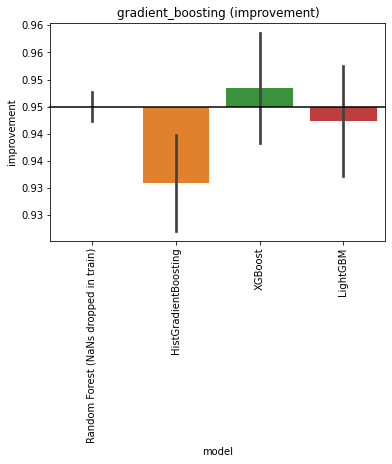 gradient_boosting (improvement)
0.96
0.96
0.95
0.95
0.94
0.94
0.93
0.93
improvement
Random Forest (NaNs dropped in train)
HistGradientBoosting
XGBoost
LightGBM
model